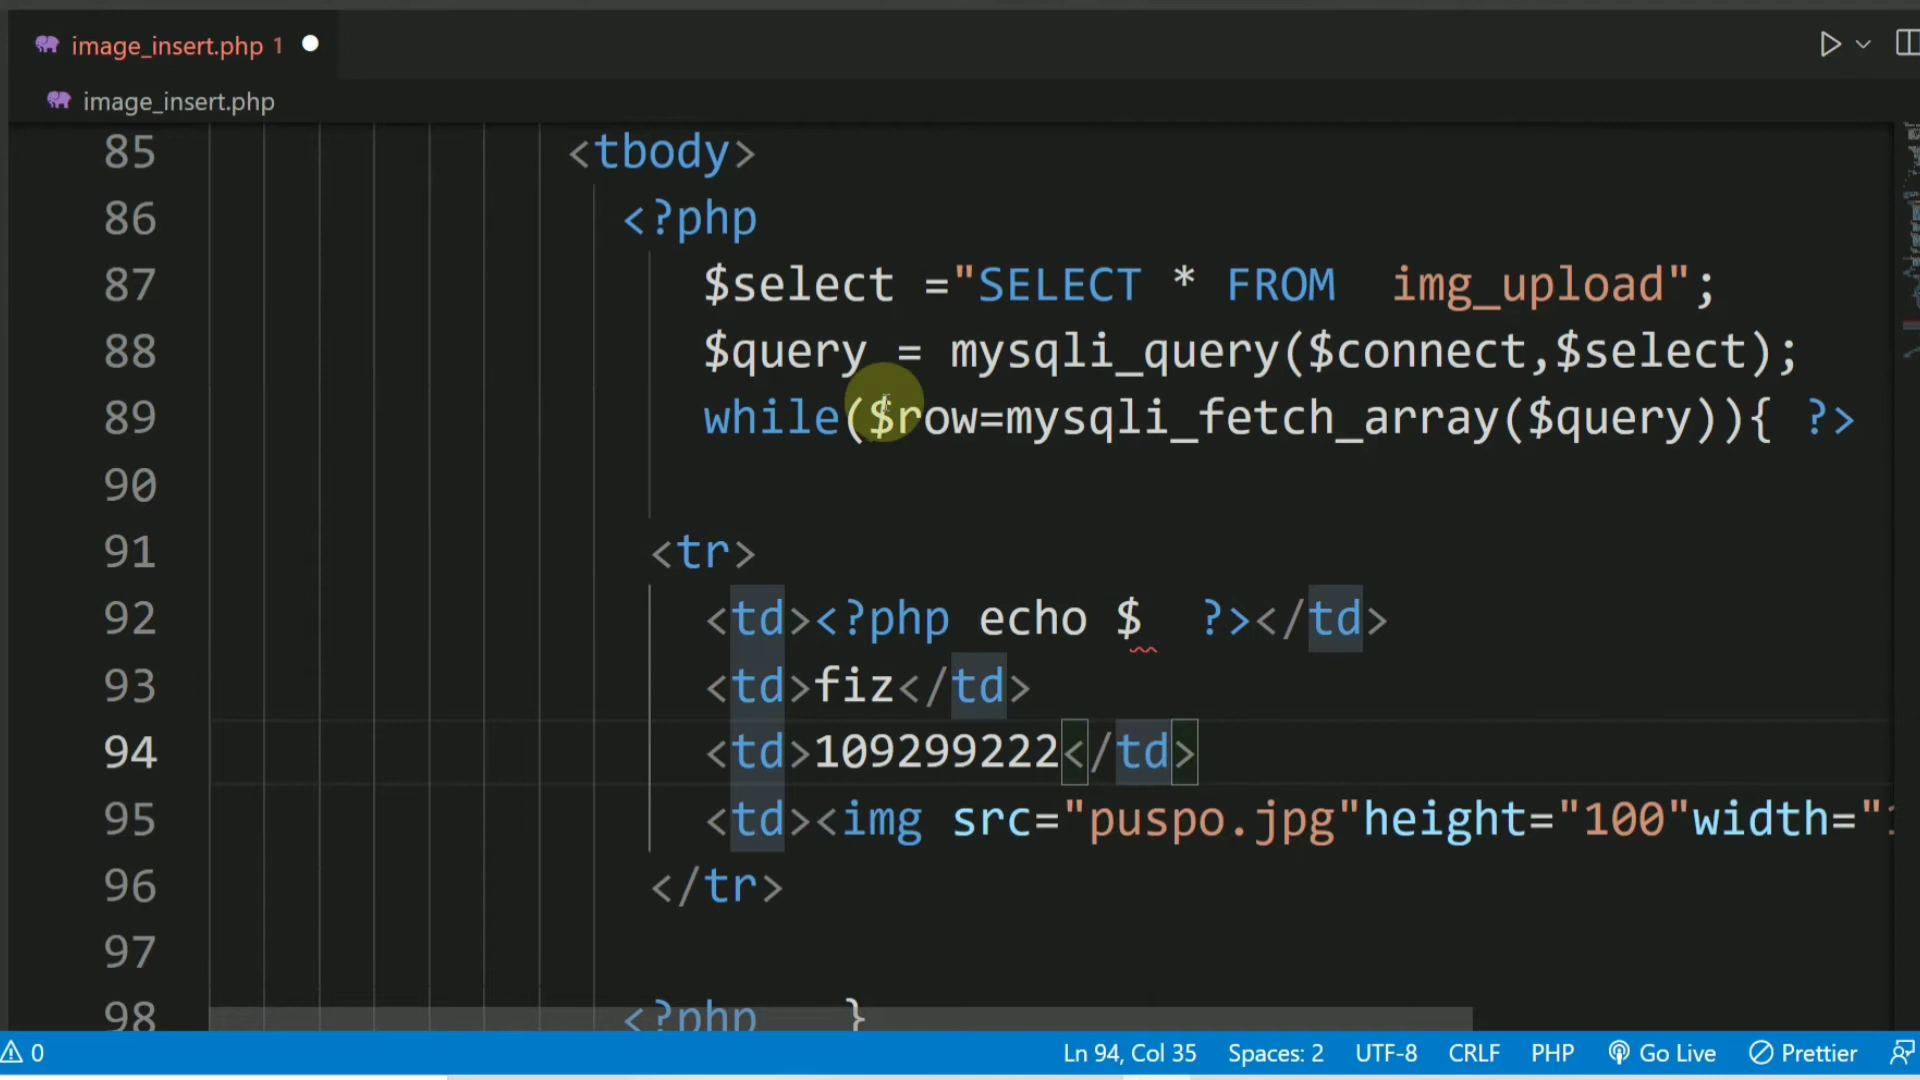 image_insert.php 1
image_insert.php
85 <tbody>
86 <?php
87 $select ="SELECT * FROM  img_upload";
88 $query = mysqli_query($connect,$select);
89 while($row=mysqli_fetch_array($query)){ ?>
90
91 <tr>
92 <td><?php echo $  ?></td>
93 <td>fiz</td>
94 <td>109299222</td>
95 <td><img src="puspo.jpg"height="100"width="
96 </tr>
97
98 <?php   }
0 Ln 94, Col 35 Spaces: 2 UTF-8 CRLF PHP Go Live Prettier